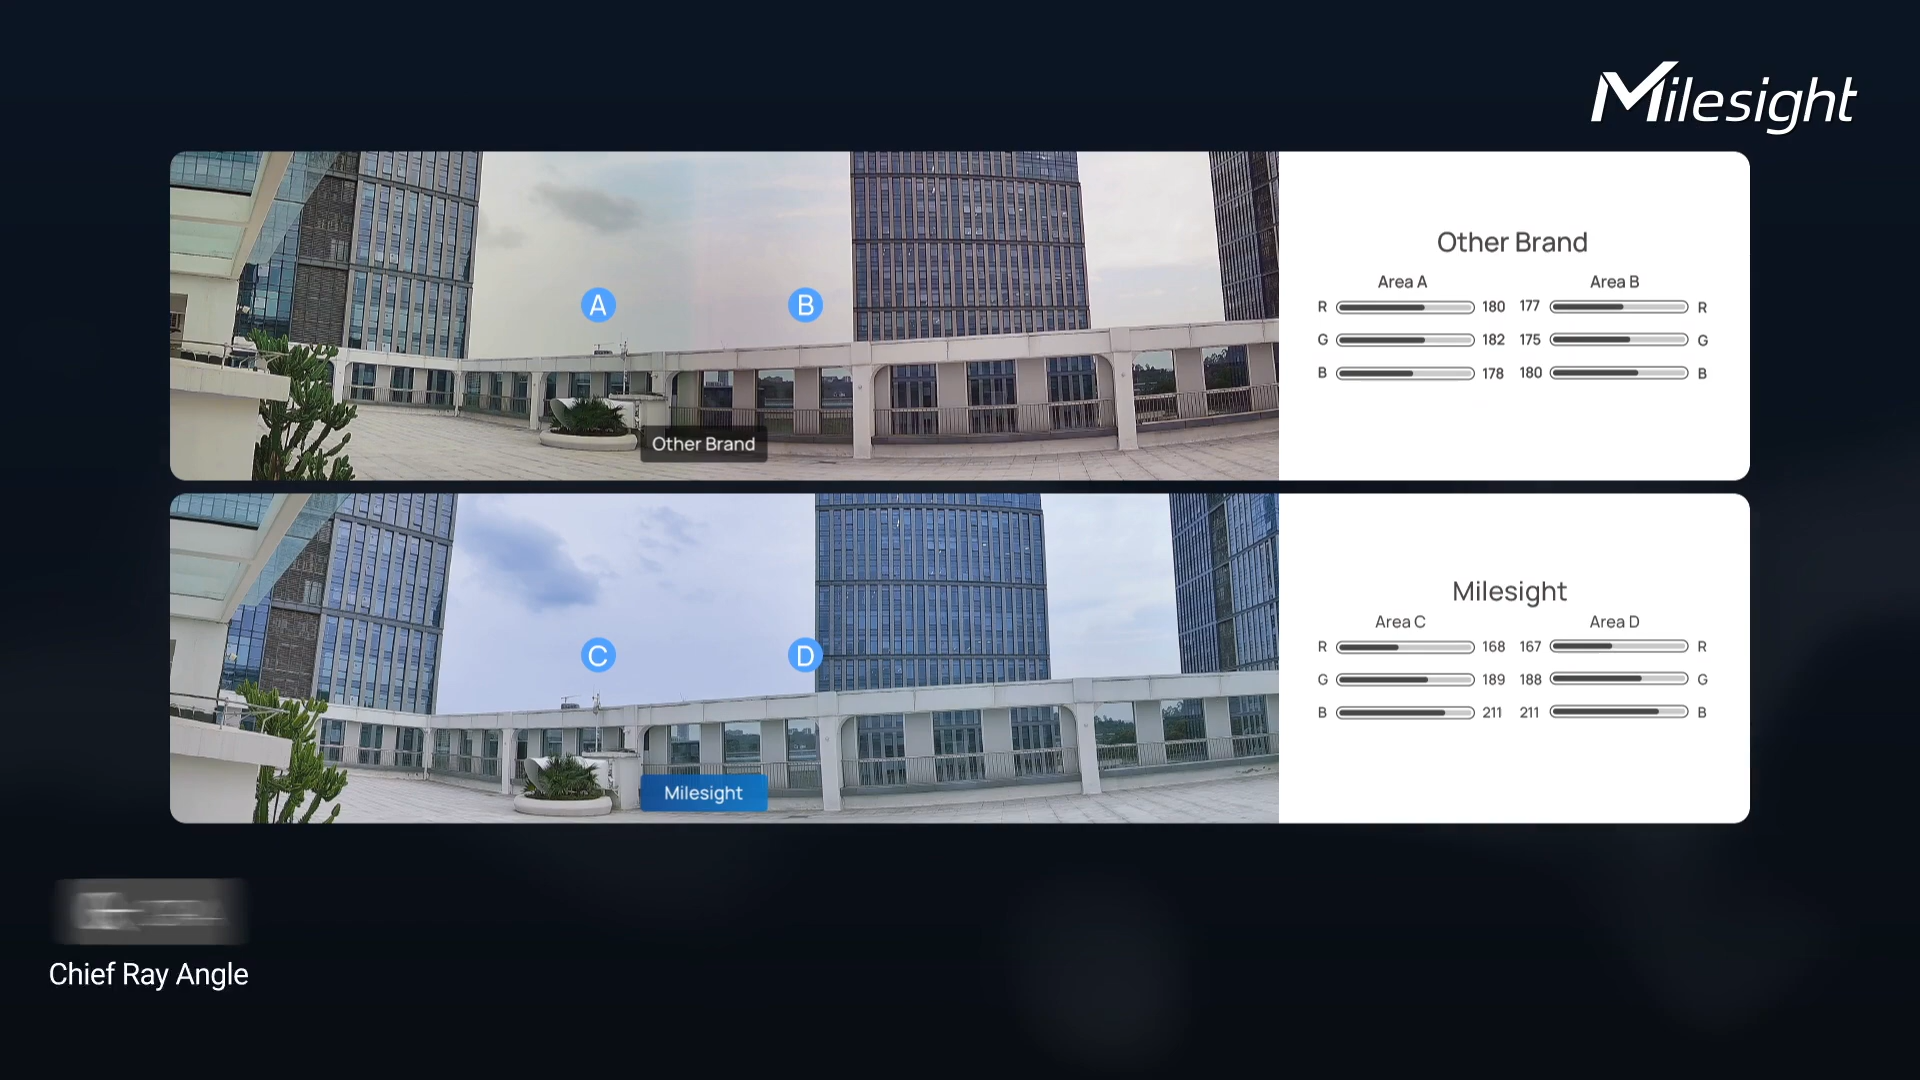 Milesight
A
B
Other Brand
Other Brand
Area A
Area B
R 180 177 R
G 182 175 G
B 178 180 B
C
D
Milesight
Milesight
Area C
Area D
R 168 167 R
G 189 188 G
B 211 211 B
Chief Ray Angle